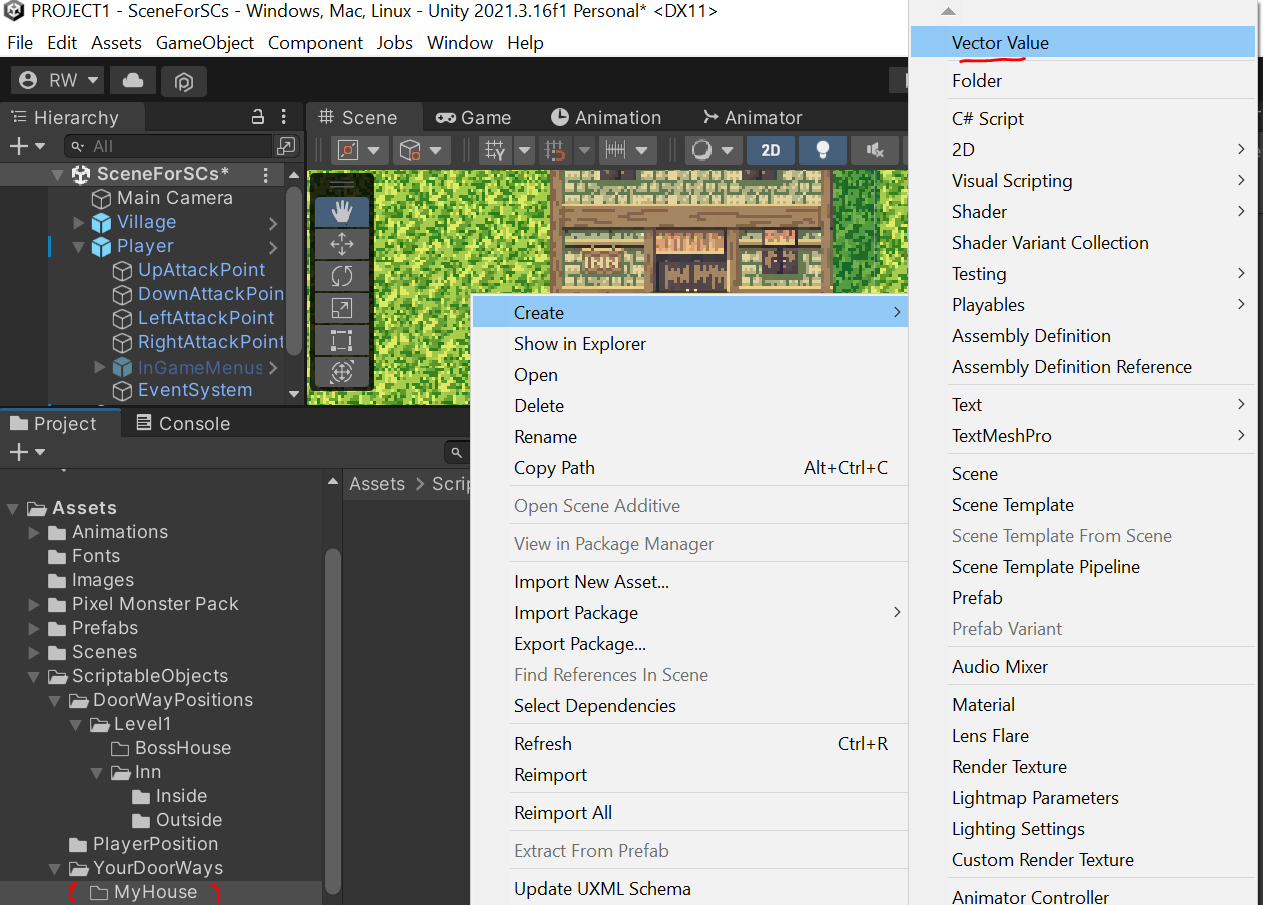 PROJECT1 - SceneForSCs - Windows, Mac, Linux - Unity 2021.3.16f1 Personal* <DX11>
File Edit Assets GameObject Component Jobs Window Help
RW
Hierarchy
All
SceneForSCs*
Main Camera
Village
Player
UpAttackPoint
DownAttackPoin
LeftAttackPoint
RightAttackPoint
InGameMenus
EventSystem
Scene Game Animation Animator
2D
INN
Project Console
Assets > Scrip
Assets
Animations
Fonts
Images
Pixel Monster Pack
Prefabs
Scenes
ScriptableObjects
DoorWayPositions
Level1
BossHouse
Inn
Inside
Outside
PlayerPosition
YourDoorWays
MyHouse
Create
Show in Explorer
Open
Delete
Rename
Copy Path Alt+Ctrl+C
Open Scene Additive
View in Package Manager
Import New Asset...
Import Package
Export Package...
Find References In Scene
Select Dependencies
Refresh Ctrl+R
Reimport
Reimport All
Extract From Prefab
Update UXML Schema
Vector Value
Folder
C# Script
2D
Visual Scripting
Shader
Shader Variant Collection
Testing
Playables
Assembly Definition
Assembly Definition Reference
Text
TextMeshPro
Scene
Scene Template
Scene Template From Scene
Scene Template Pipeline
Prefab
Prefab Variant
Audio Mixer
Material
Lens Flare
Render Texture
Lightmap Parameters
Lighting Settings
Custom Render Texture
Animator Controller